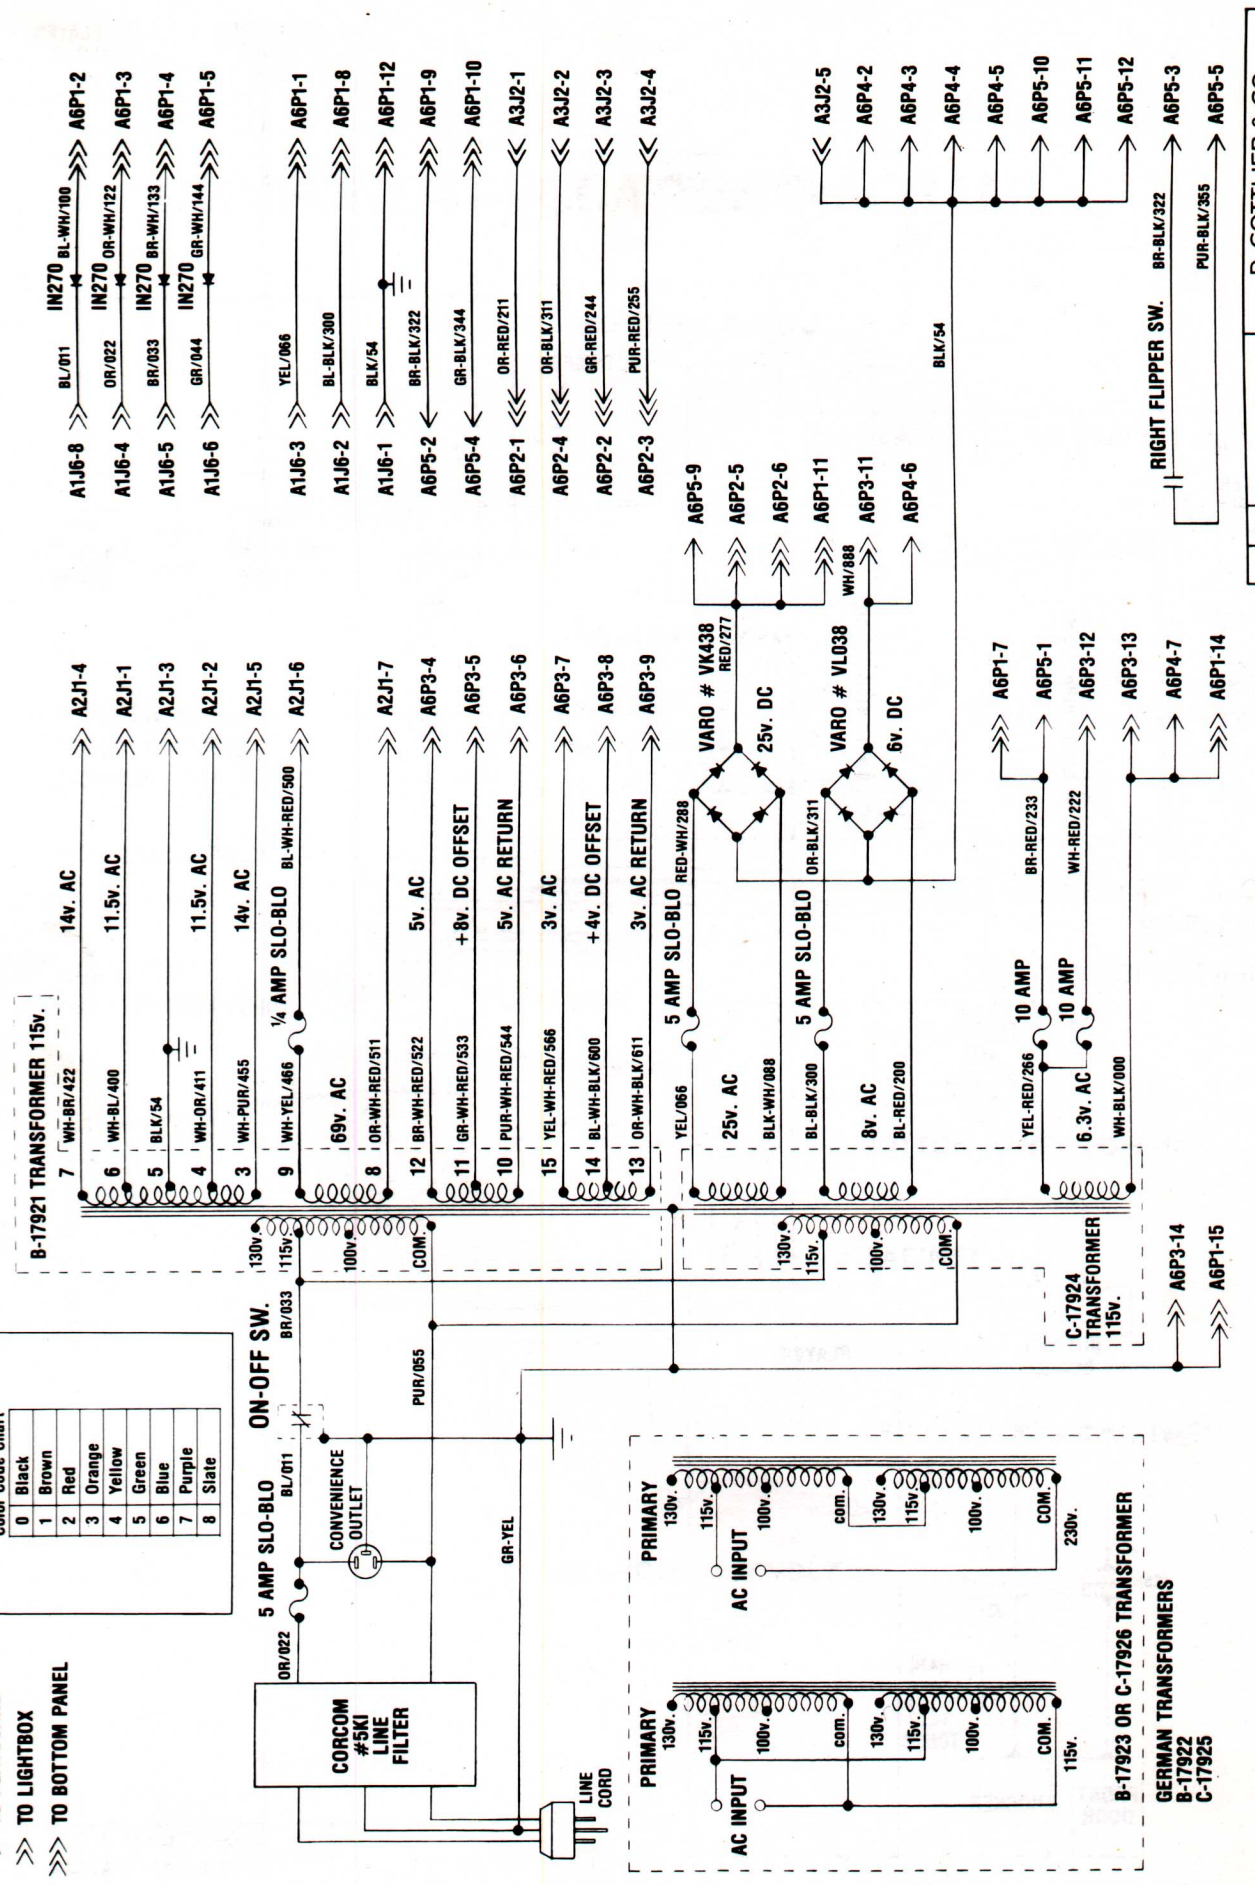 >> TO LIGHTBOX
>>> TO BOTTOM PANEL
0 Black
1 Brown
2 Red
3 Orange
4 Yellow
5 Green
6 Blue
7 Purple
8 Slate
B-17921 TRANSFORMER 115v.
7 WH-BR/422 14v. AC A2J1-4
6 WH-BL/400 11.5v. AC A2J1-1
5 BLK/54 A2J1-3
4 WH-OR/411 11.5v. AC A2J1-2
3 WH-PUR/455 14v. AC A2J1-5
9 WH-YEL/466 ¼ AMP SLO-BLO BL-WH-RED/500 A2J1-6
69v. AC
8 OR-WH-RED/511 A2J1-7
12 BR-WH-RED/522 5v. AC A6P3-4
11 GR-WH-RED/533 +8v. DC OFFSET A6P3-5
10 PUR-WH-RED/544 5v. AC RETURN A6P3-6
15 YEL-WH-RED/566 3v. AC A6P3-7
14 BL-WH-BLK/600 +4v. DC OFFSET A6P3-8
13 OR-WH-BLK/611 3v. AC RETURN A6P3-9
130v.
115v.
100v.
COM.
A1J6-8 BL/011 IN270 BL-WH/100 A6P1-2
A1J6-4 OR/022 IN270 OR-WH/122 A6P1-3
A1J6-5 BR/033 IN270 BR-WH/133 A6P1-4
A1J6-6 GR/044 IN270 GR-WH/144 A6P1-5
A1J6-3 YEL/066 A6P1-1
A1J6-2 BL-BLK/300 A6P1-8
A1J6-1 BLK/54 A6P1-12
A6P5-2 BR-BLK/322 A6P1-9
A6P5-4 GR-BLK/344 A6P1-10
A6P2-1 OR-RED/211 A3J2-1
A6P2-4 OR-BLK/311 A3J2-2
A6P2-2 GR-RED/244 A3J2-3
A6P2-3 PUR-RED/255 A3J2-4
OR/022
5 AMP SLO-BLO
BL/011
ON-OFF SW.
BR/033
CORCOM
#5KI
LINE
FILTER
CONVENIENCE
OUTLET
PUR/055
GR-YEL
LINE
CORD
YEL/066 5 AMP SLO-BLO RED-WH/288
25v. AC
BLK-WH/088
VARO # VK438
25v. DC
RED/277
A6P5-9
A6P2-5
A6P2-6
A6P1-11
BL-BLK/300 5 AMP SLO-BLO OR-BLK/311
8v. AC
BL-RED/200
VARO # VL038
6v. DC
WH/888
A6P3-11
A6P4-6
130v.
115v.
100v.
COM.
BLK/54
A3J2-5
A6P4-2
A6P4-3
A6P4-4
A6P4-5
A6P5-10
A6P5-11
A6P5-12
C-17924
TRANSFORMER
115v.
YEL-RED/266 10 AMP BR-RED/233
A6P1-7
A6P5-1
6.3v. AC 10 AMP WH-RED/222 A6P3-12
WH-BLK/000 A6P3-13
A6P4-7
A6P1-14
RIGHT FLIPPER SW.
BR-BLK/322 A6P5-3
PUR-BLK/355 A6P5-5
A6P3-14
A6P1-15
PRIMARY
130v.
115v.
100v.
com.
130v.
115v.
100v.
COM.
AC INPUT
115v.
PRIMARY
130v.
115v.
100v.
com.
130v.
115v.
100v.
COM.
AC INPUT
230v.
B-17923 OR C-17926 TRANSFORMER
GERMAN TRANSFORMERS
B-17922
C-17925